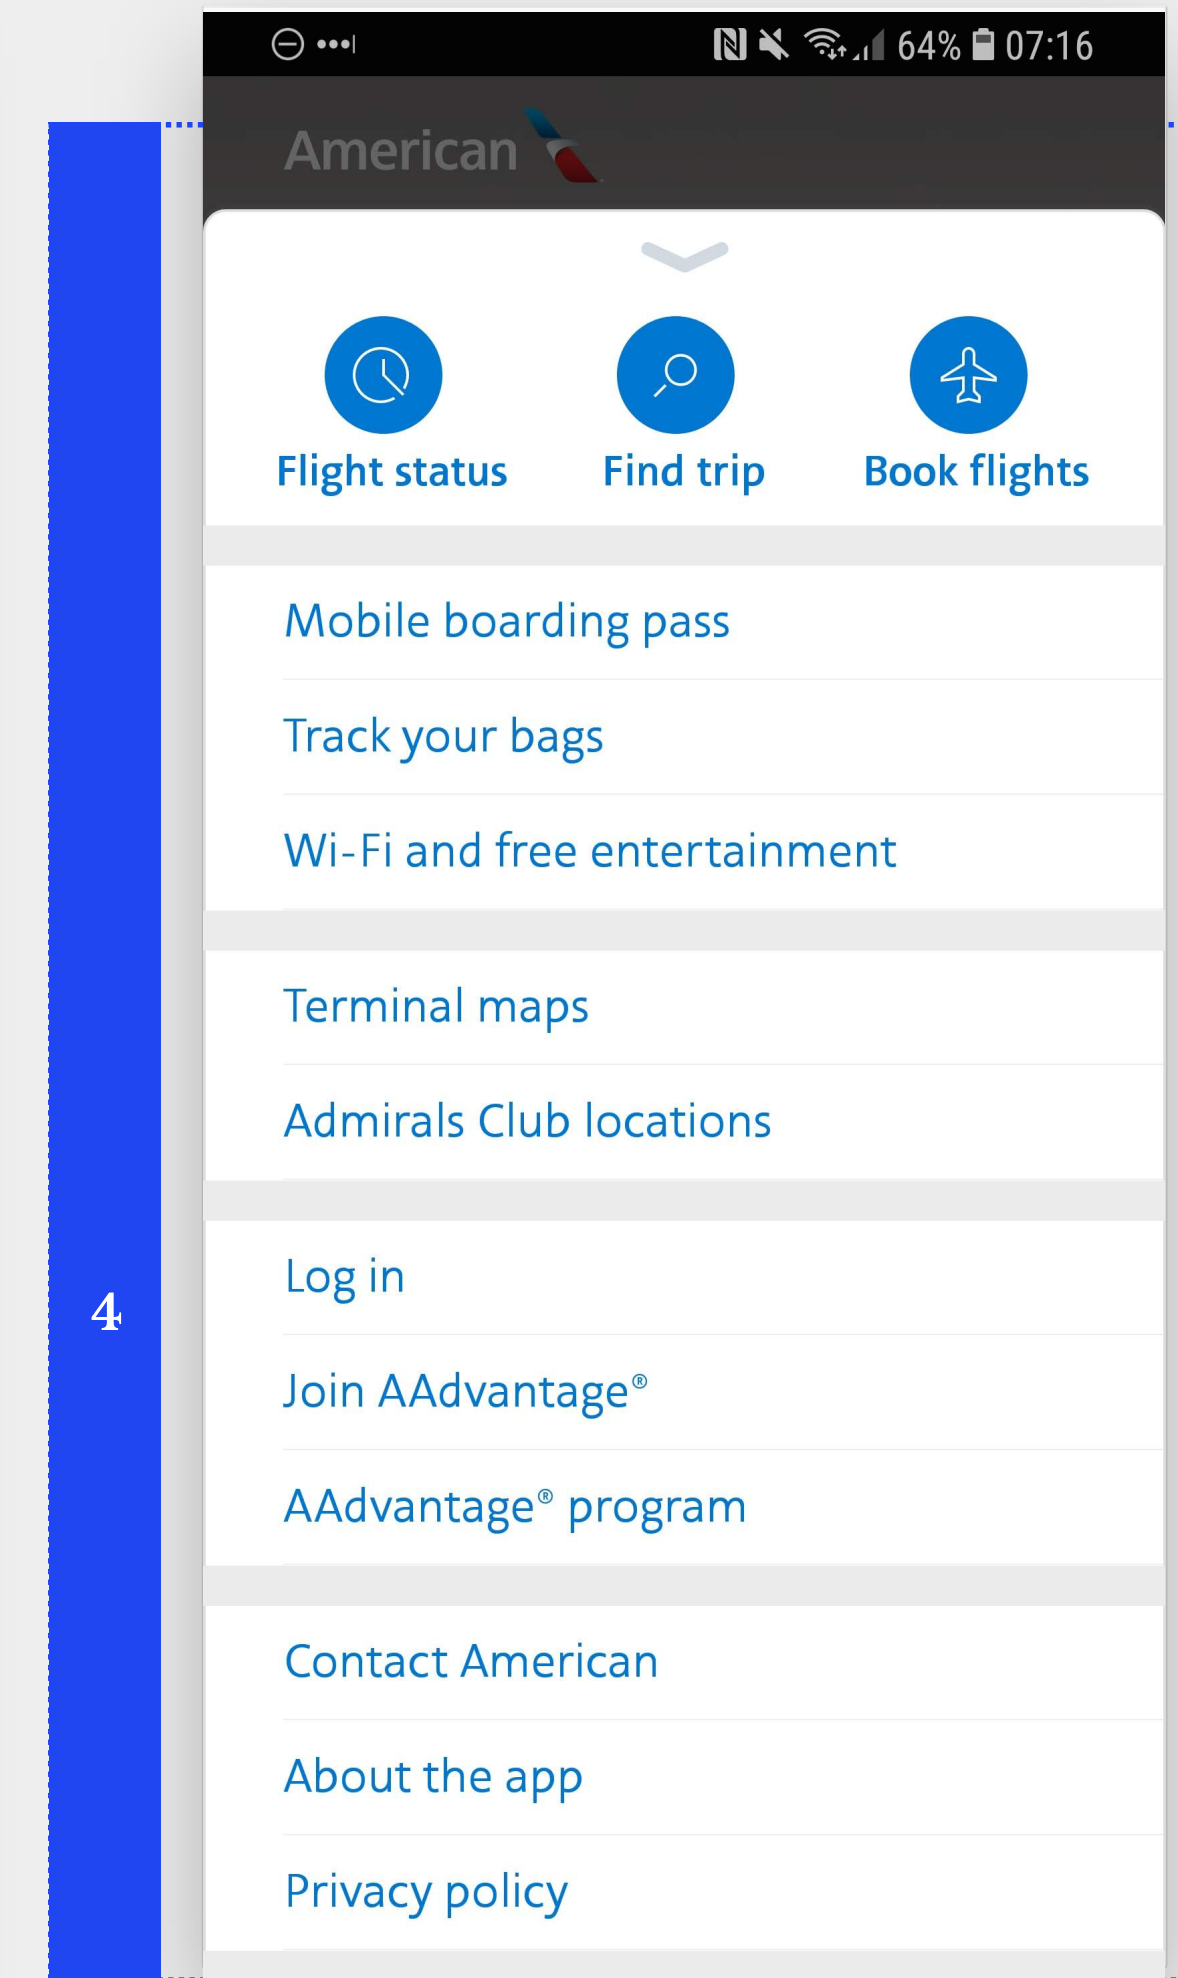 64% 07:16
American
Flight status
Find trip
Book flights
Mobile boarding pass
Track your bags
Wi-Fi and free entertainment
Terminal maps
Admirals Club locations
Log in
4
Join AAdvantage®
AAdvantage® program
Contact American
About the app
Privacy policy